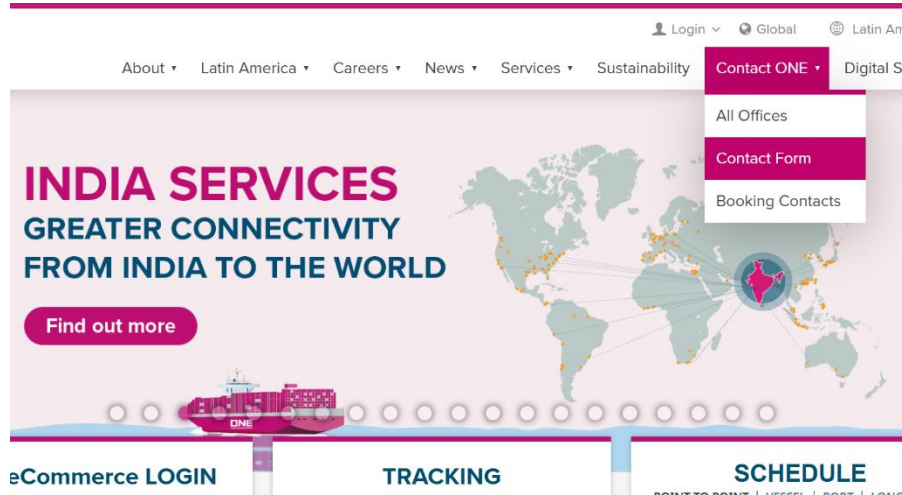 Login Global Latin Am
About Latin America Careers News Services Sustainability Contact ONE Digital S
All Offices
Contact Form
Booking Contacts
INDIA SERVICES
GREATER CONNECTIVITY
FROM INDIA TO THE WORLD
Find out more
ONE
eCommerce LOGIN TRACKING SCHEDULE
POINT TO POINT | VESSEL | PORT | LONG